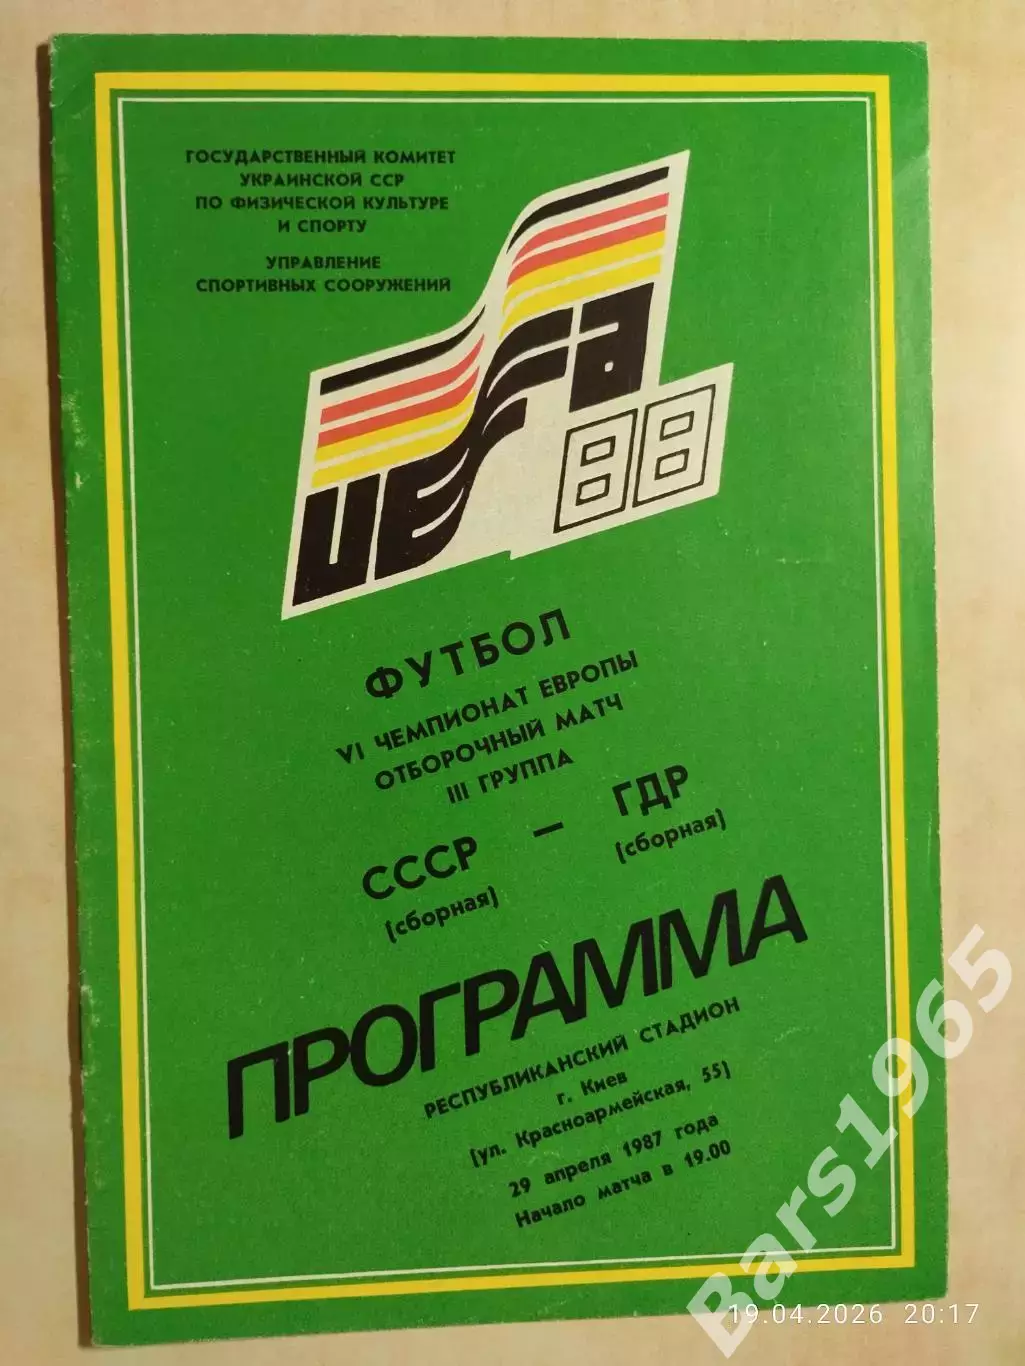 ГОСУДАРСТВЕННЫЙ КОМИТЕТ
УКРАИНСКОЙ ССР
ПО ФИЗИЧЕСКОЙ КУЛЬТУРЕ
И СПОРТУ
УПРАВЛЕНИЕ
СПОРТИВНЫХ СООРУЖЕНИЙ
UEFA
88
ФУТБОЛ
VI ЧЕМПИОНАТ ЕВРОПЫ
ОТБОРОЧНЫЙ МАТЧ
III ГРУППА
СССР — ГДР
(сборная) (сборная)
ПРОГРАММА
РЕСПУБЛИКАНСКИЙ СТАДИОН
г. Киев
(ул. Красноармейская, 55)
29 апреля 1987 года
Начало матча в 19.00
Bars1965
19.04.2026 20:17